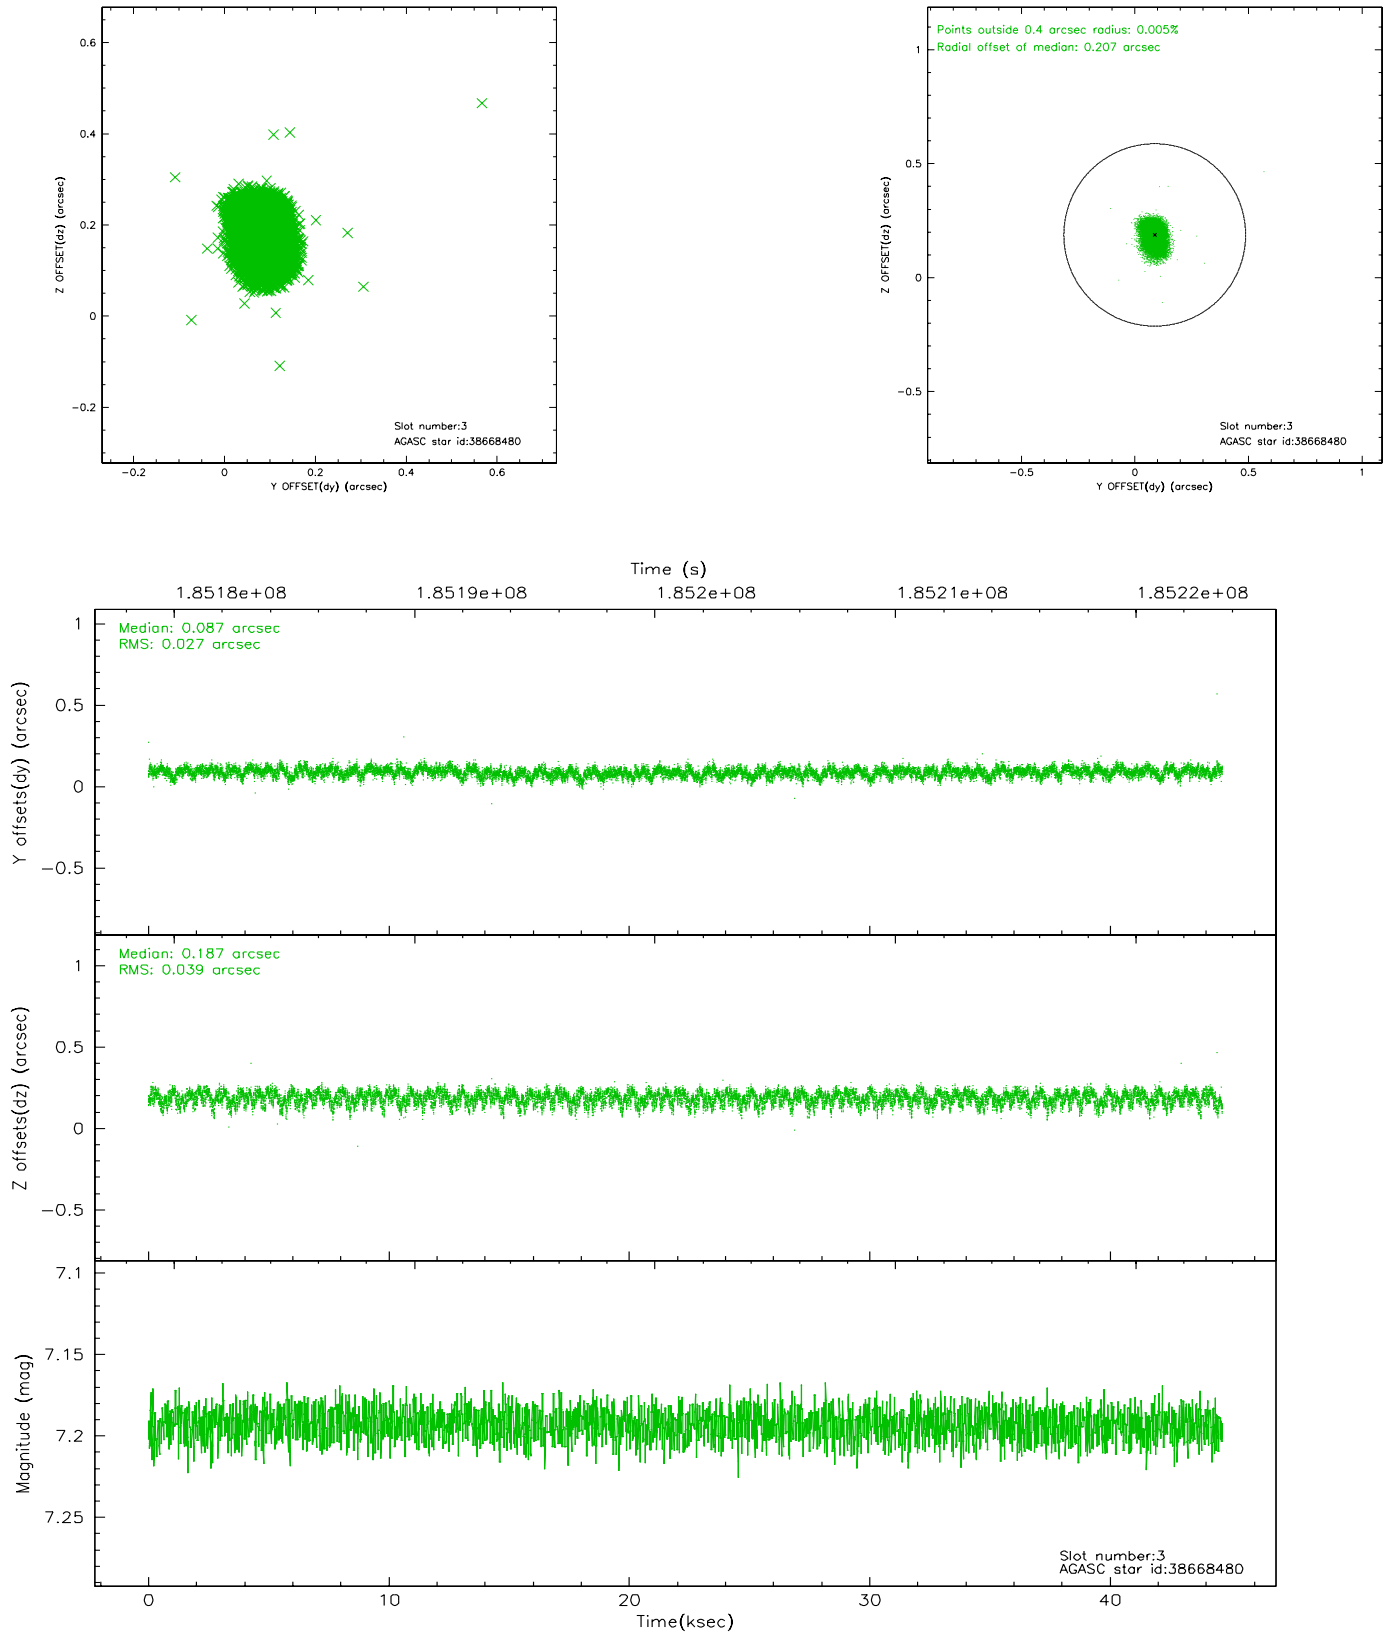 0.6
0.4
0.2
0
−0.2
Z OFFSET(dz) (arcsec)
Slot number:3
AGASC star id:38668480
−0.2 0 0.2 0.4 0.6
Y OFFSET(dy) (arcsec)
Points outside 0.4 arcsec radius: 0.005%
Radial offset of median: 0.207 arcsec
1
0.5
0
−0.5
Z OFFSET(dz) (arcsec)
Slot number:3
AGASC star id:38668480
−0.5 0 0.5 1
Y OFFSET(dy) (arcsec)
Time (s)
1.8518e+08 1.8519e+08 1.852e+08 1.8521e+08 1.8522e+08
Median: 0.087 arcsec
RMS: 0.027 arcsec
1
0.5
0
−0.5
Y offsets(dy) (arcsec)
Median: 0.187 arcsec
RMS: 0.039 arcsec
1
0.5
0
−0.5
Z offsets(dz) (arcsec)
7.1
7.15
7.2
7.25
Magnitude (mag)
Slot number:3
AGASC star id:38668480
0 10 20 30 40
Time(ksec)